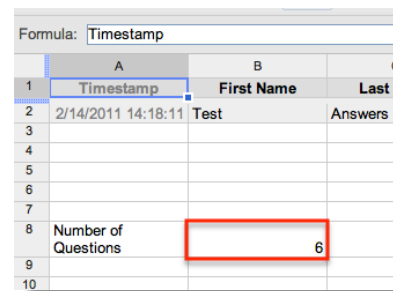 Formula: Timestamp
A B
1 Timestamp First Name Last
2 2/14/2011 14:18:11 Test Answers
3
4
5
6
7
8 Number of
Questions 6
9
10